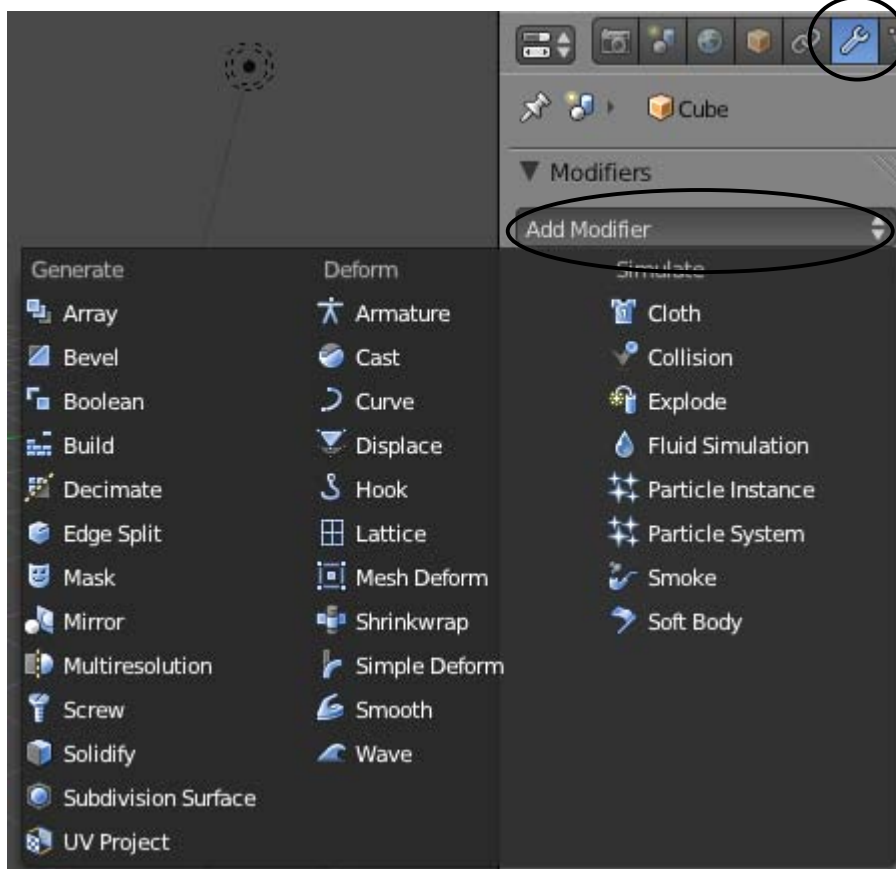 Cube
Modifiers
Add Modifier
Generate
Array
Bevel
Boolean
Build
Decimate
Edge Split
Mask
Mirror
Multiresolution
Screw
Solidify
Subdivision Surface
UV Project
Deform
Armature
Cast
Curve
Displace
Hook
Lattice
Mesh Deform
Shrinkwrap
Simple Deform
Smooth
Wave
Simulate
Cloth
Collision
Explode
Fluid Simulation
Particle Instance
Particle System
Smoke
Soft Body